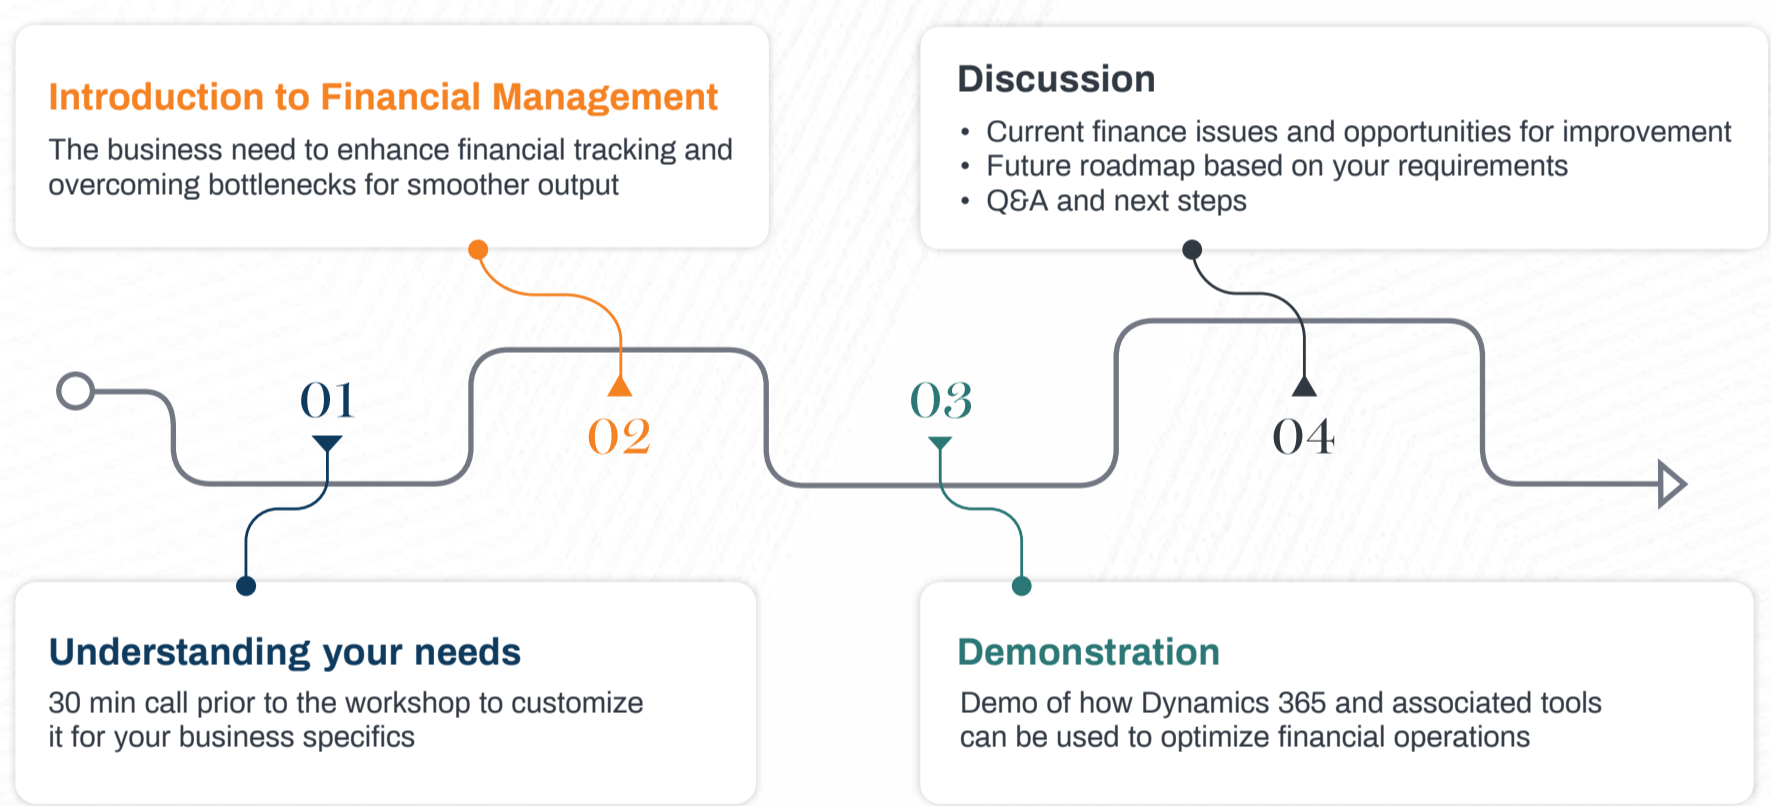 Introduction to Financial Management
The business need to enhance financial tracking and
overcoming bottlenecks for smoother output
Discussion
• Current finance issues and opportunities for improvement
• Future roadmap based on your requirements
• Q&A and next steps
01
02
03
04
Understanding your needs
30 min call prior to the workshop to customize
it for your business specifics
Demonstration
Demo of how Dynamics 365 and associated tools
can be used to optimize financial operations